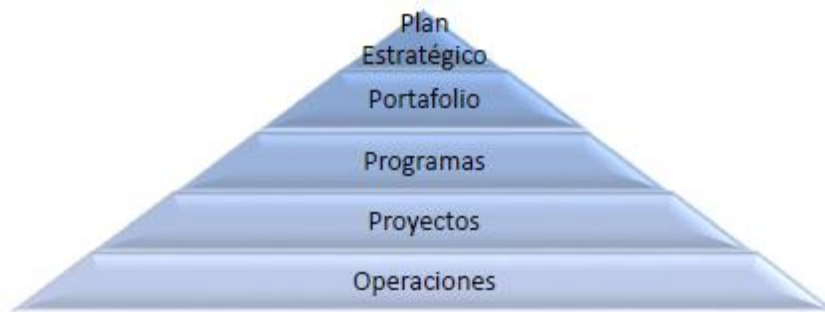 Plan
Estratégico
Portafolio
Programas
Proyectos
Operaciones